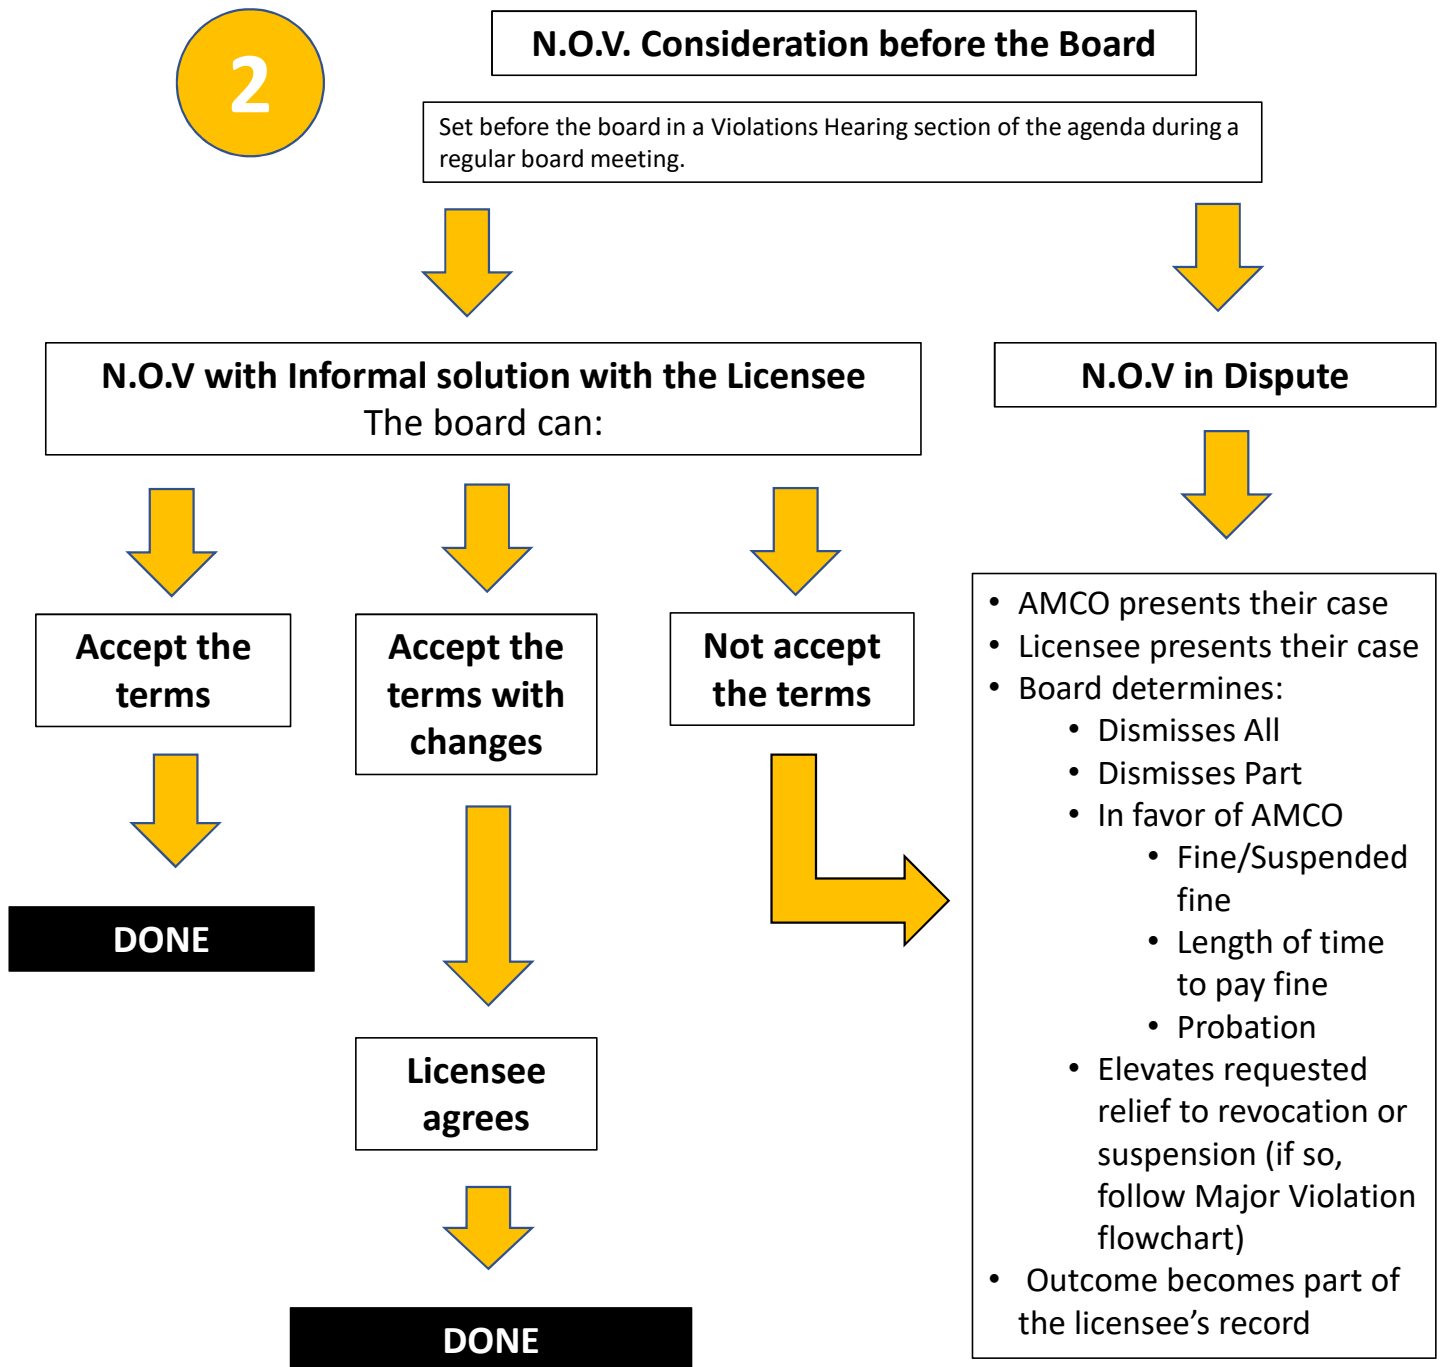 2
N.O.V. Consideration before the Board
Set before the board in a Violations Hearing section of the agenda during a
regular board meeting.
N.O.V with Informal solution with the Licensee
The board can:
N.O.V in Dispute
Accept the
terms
Accept the
terms with
changes
Not accept
the terms
DONE
Licensee
agrees
DONE
• AMCO presents their case
• Licensee presents their case
• Board determines:
• Dismisses All
• Dismisses Part
• In favor of AMCO
• Fine/Suspended
fine
• Length of time
to pay fine
• Probation
• Elevates requested
relief to revocation or
suspension (if so,
follow Major Violation
flowchart)
• Outcome becomes part of
the licensee’s record